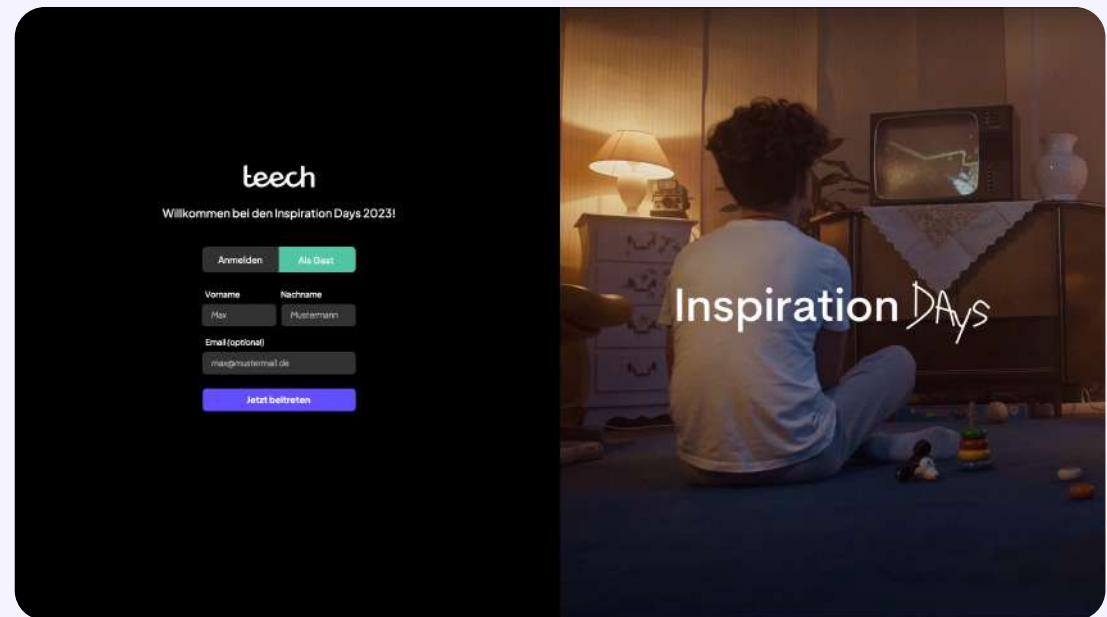 teech
Willkommen bei den Inspiration Days 2023!
Anmelden Als Gast
Vorname Nachname
Max Mustermann
Email (optional)
max@mustermail.de
Jetzt beitreten
Inspiration DAys